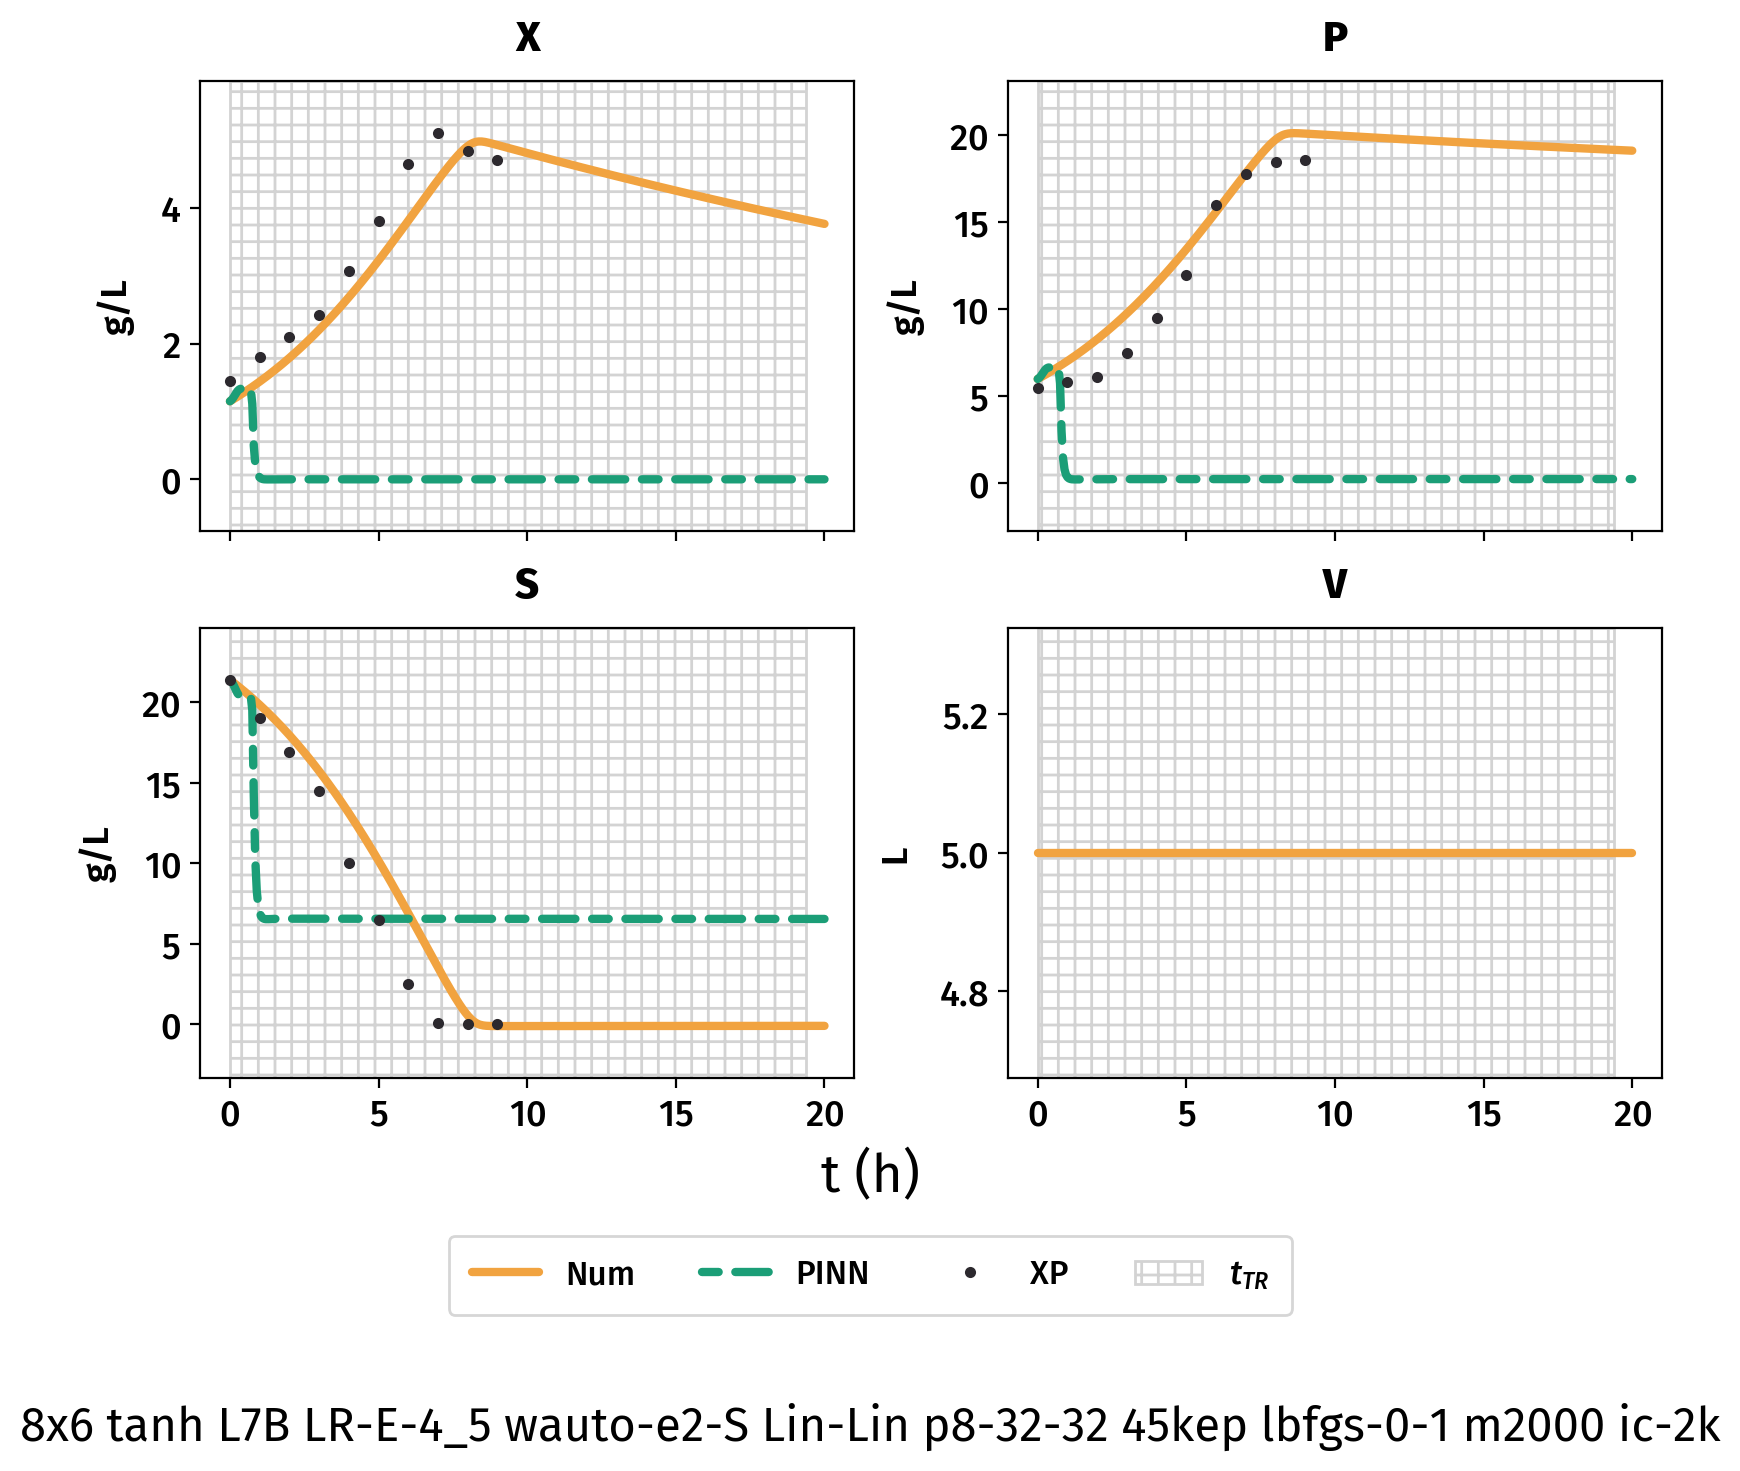 X
P
g/L
4
2
0
g/L
20
15
10
5
0
S
V
g/L
20
15
10
5
0
L
5.2
5.0
4.8
0 5 10 15 20
0 5 10 15 20
t (h)
Num PINN XP tTR
8x6 tanh L7B LR-E-4_5 wauto-e2-S Lin-Lin p8-32-32 45kep lbfgs-0-1 m2000 ic-2k